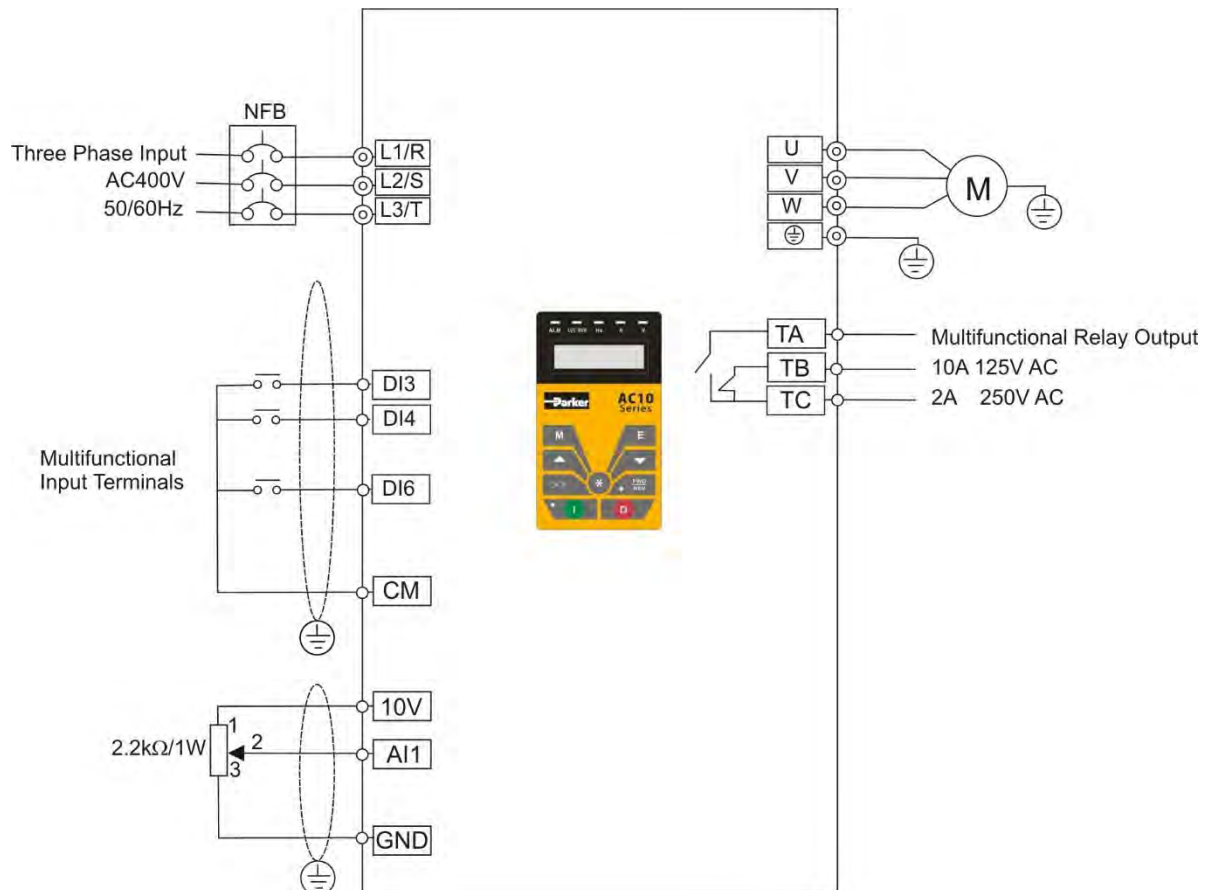 NFB
Three Phase Input
AC400V
50/60Hz
L1/R
L2/S
L3/T
U
V
W
M
DI3
DI4
DI6
CM
Multifunctional
Input Terminals
Hz
A
V
Parker
AC10
Series
M
E
*
TA
TB
TC
Multifunctional Relay Output
10A 125V AC
2A 250V AC
10V
AI1
GND
2.2kΩ/1W
1
2
3